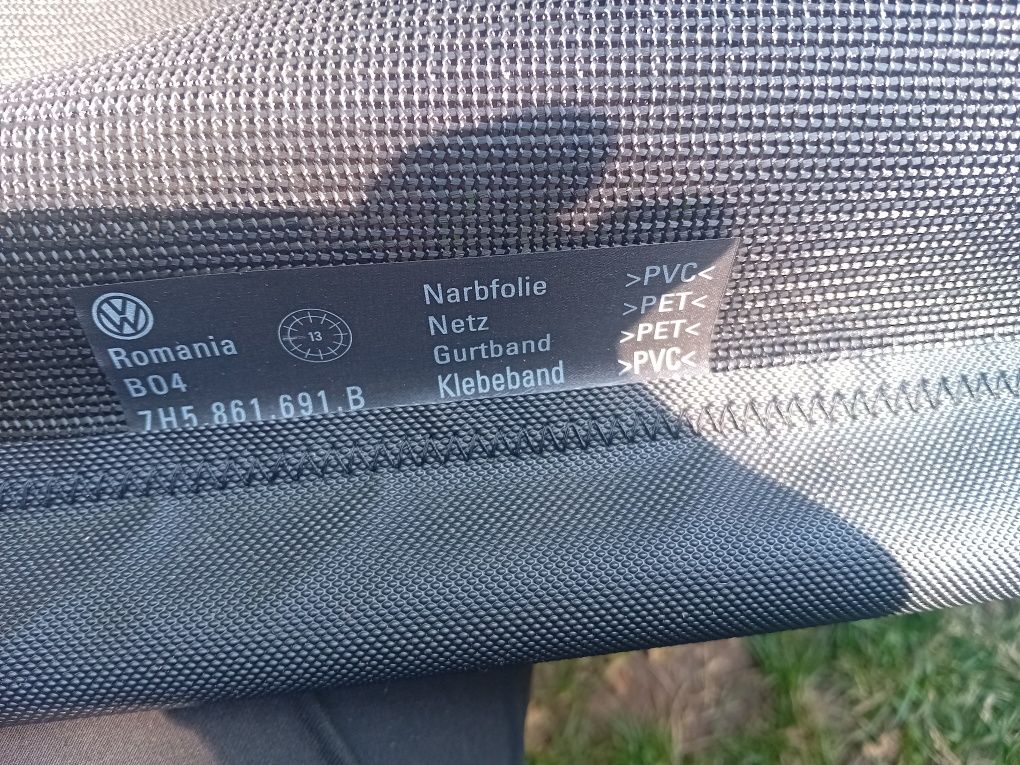 Romania
B04
7H5.861.691.B
13
Narbfolie >PVC<
Netz >PET<
Gurtband >PET<
Klebeband >PVC<